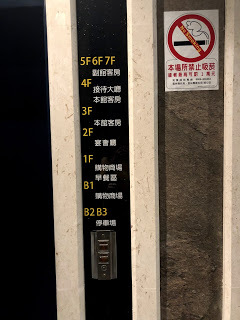 5F 6F 7F
副館客房
4F
接待大廳
本館客房
3F
本館客房
2F
宴會廳
1F
購物商場
早餐區
B1
購物商場
B2 B3
停車場
本場所禁止吸菸